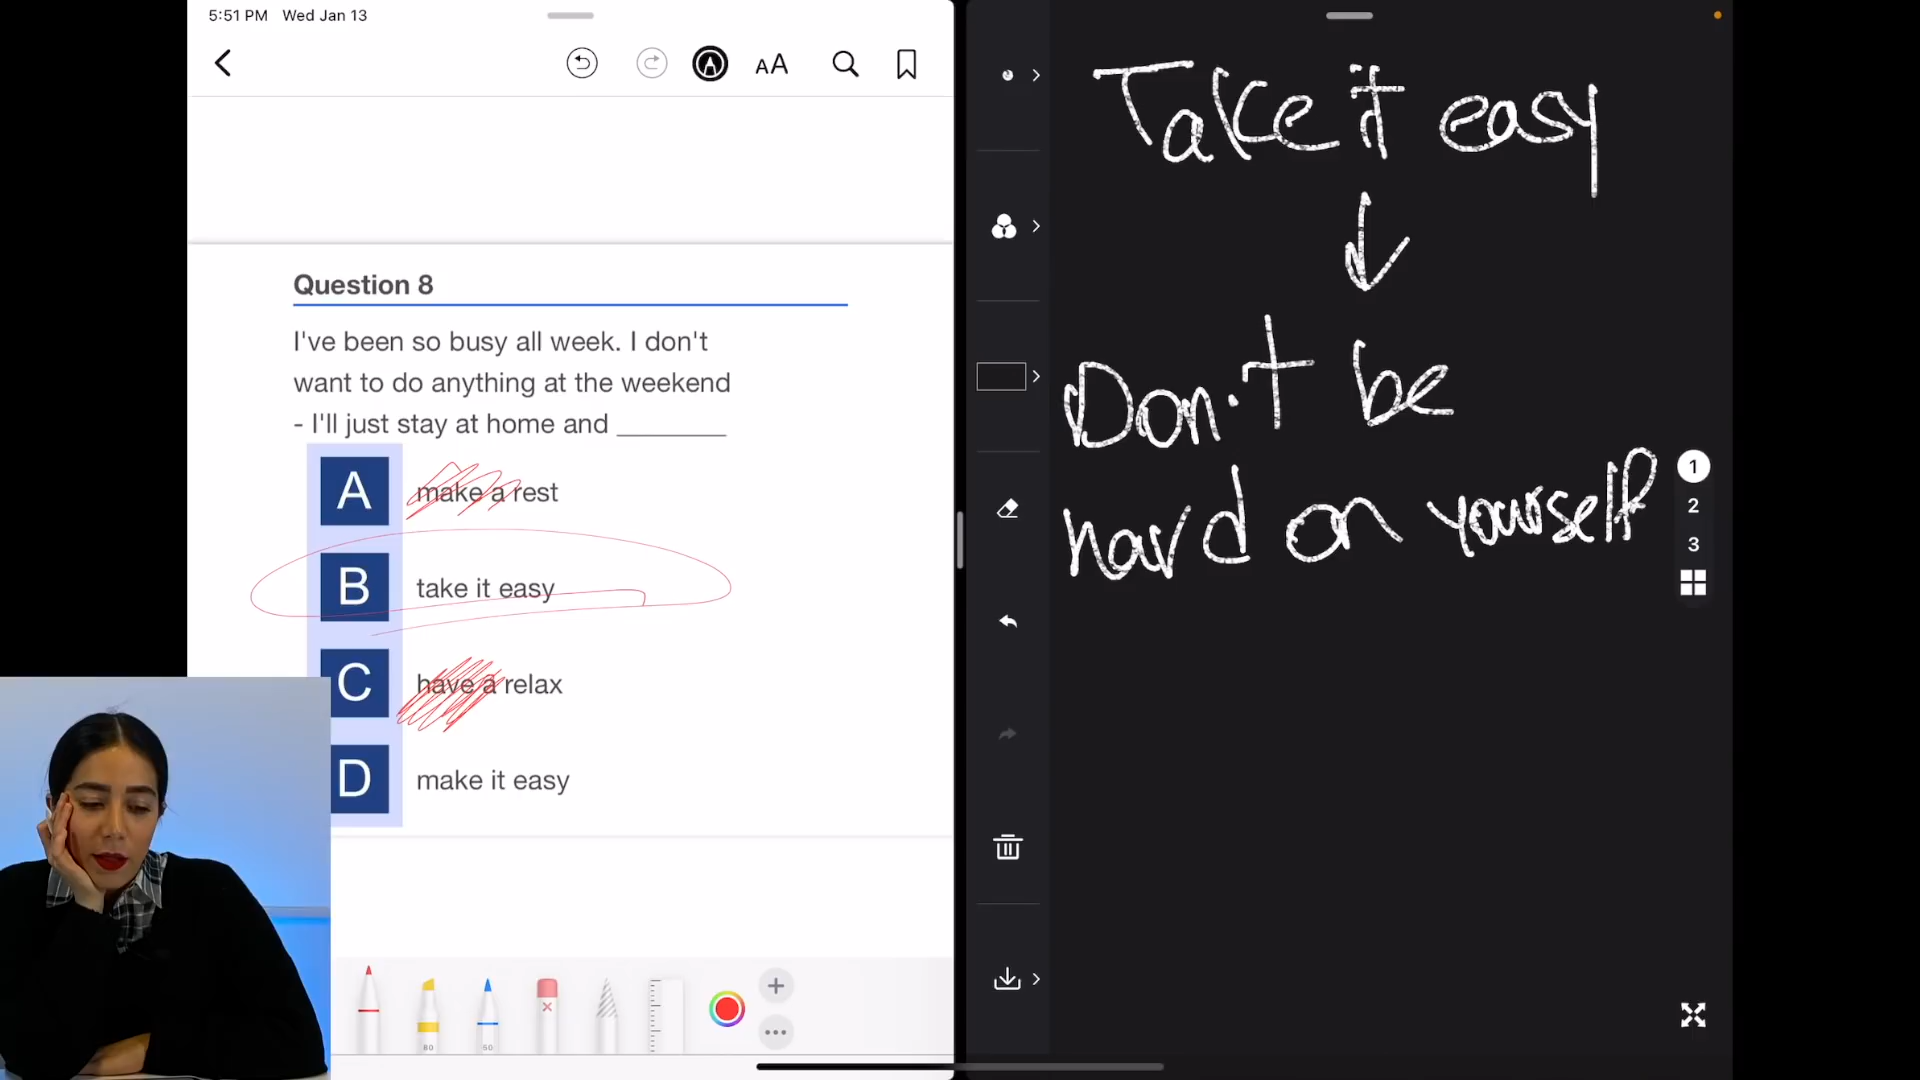 5:51 PM Wed Jan 13
AA
Question 8
I've been so busy all week. I don't
want to do anything at the weekend
- I'll just stay at home and ________
A make a rest
B take it easy
C have a relax
D make it easy
80
50
Take it easy
Don't be
hard on yourself
1
2
3